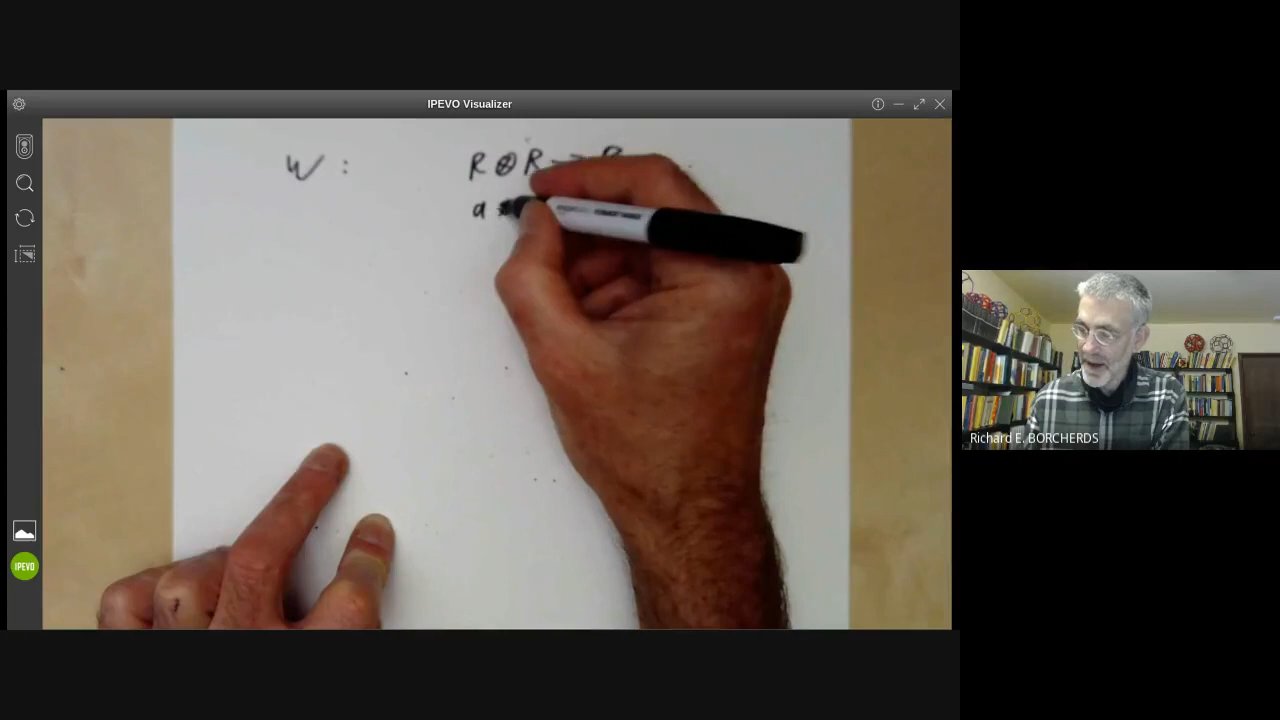 IPEVO Visualizer
W : R ⊗ R → R
a
IPEVO
Richard E. BORCHERDS